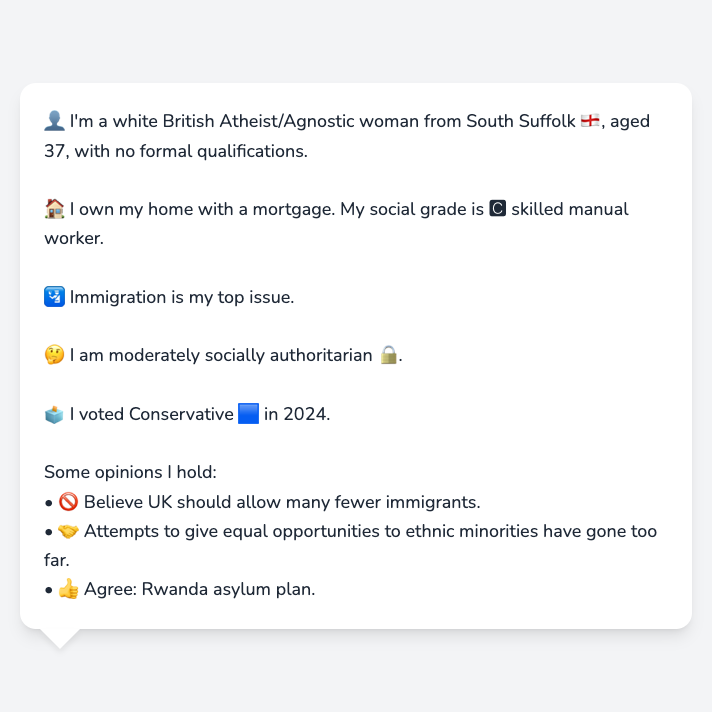 👤 I'm a white British Atheist/Agnostic woman from South Suffolk 🏴󠁧󠁢󠁥󠁮󠁧󠁿, aged
37, with no formal qualifications.
🏠 I own my home with a mortgage. My social grade is 🅲 skilled manual
worker.
🛂 Immigration is my top issue.
🤔 I am moderately socially authoritarian 🔒.
🗳️ I voted Conservative 🟦 in 2024.
Some opinions I hold:
• 🚫 Believe UK should allow many fewer immigrants.
• 🤝 Attempts to give equal opportunities to ethnic minorities have gone too
far.
• 👍 Agree: Rwanda asylum plan.